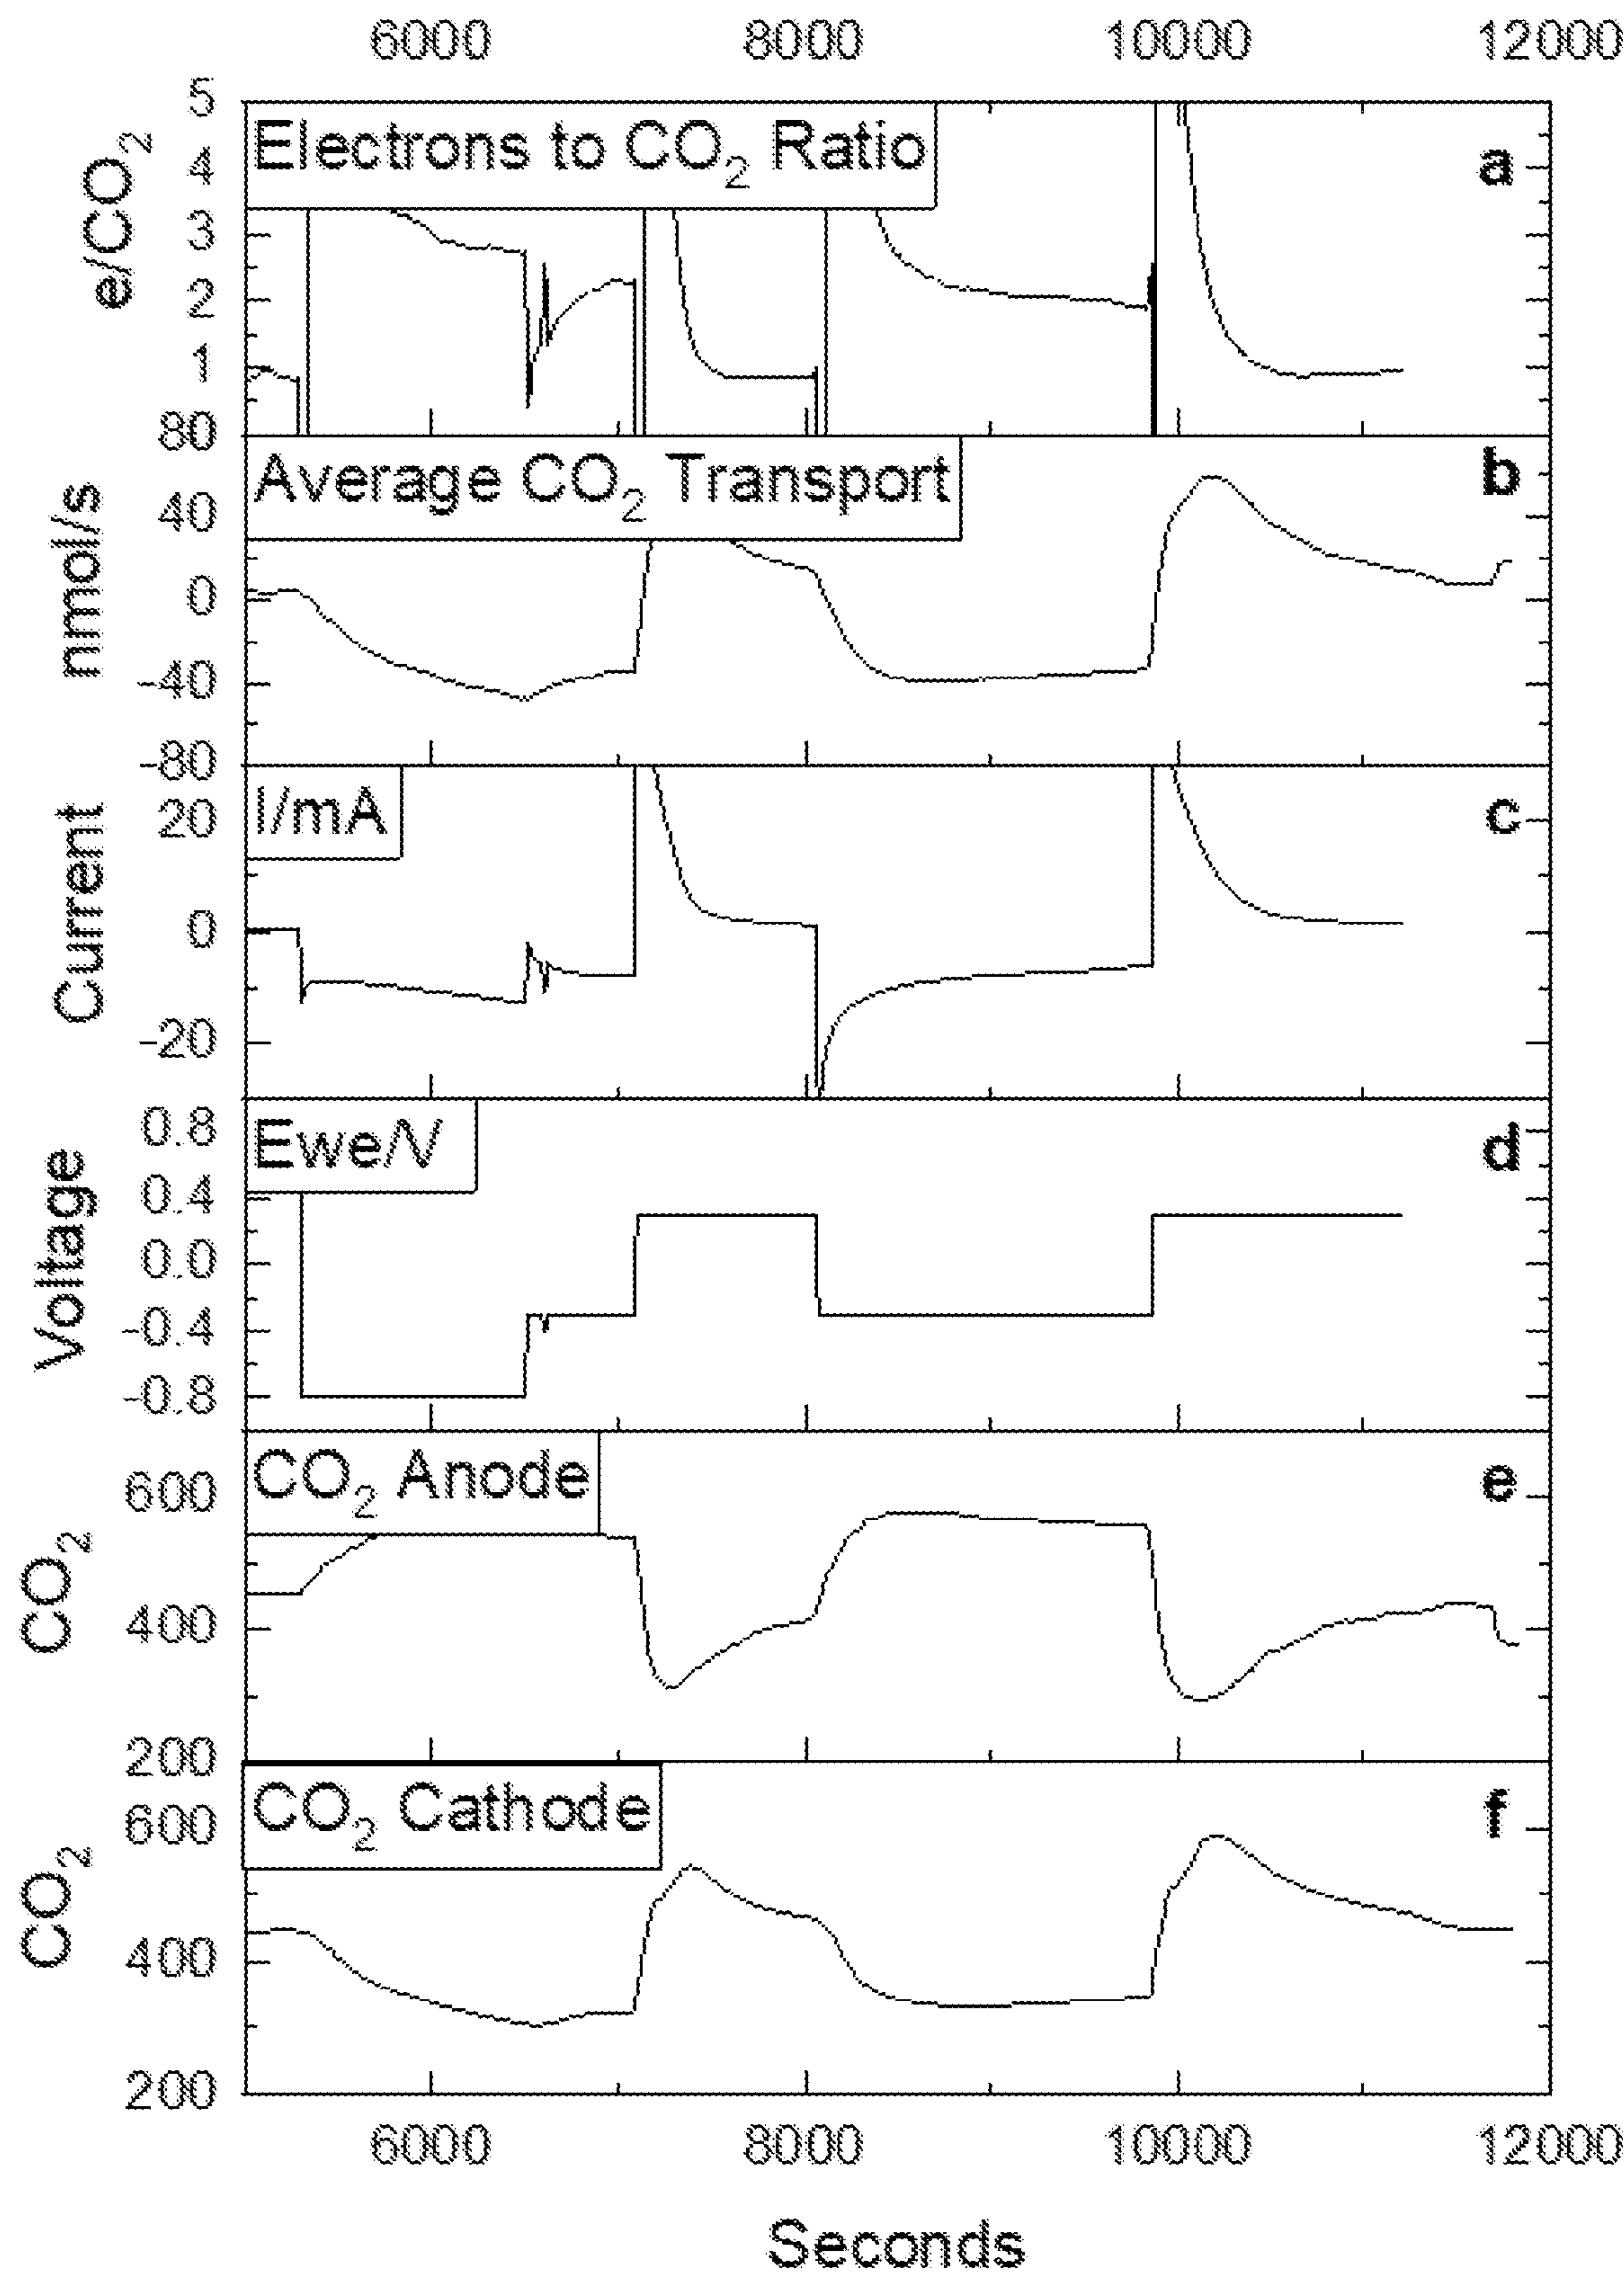 6000 8000 10000 12000
5
4
3
2
1
e/CO2
Electrons to CO2 Ratio
a
80
40
0
-40
-80
nmol/s
Average CO2 Transport
b
20
0
-20
Current
I/mA
c
0.8
0.4
0.0
-0.4
-0.8
Voltage
Ewe/V
d
600
400
200
CO2
CO2 Anode
e
600
400
200
CO2
CO2 Cathode
f
6000 8000 10000 12000
Seconds